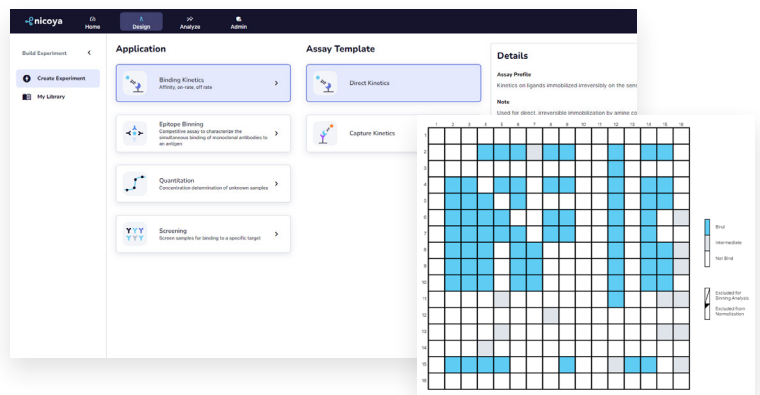 nicoya
Home
Design
Analyze
Admin
Build Experiment
Create Experiment
My Library
Application
Binding Kinetics
Affinity, on-rate, off rate
Epitope Binning
Competitive assay to characterize the
simultaneous binding of monoclonal antibodies to
an antigen
Quantitation
Concentration determination of unknown samples
Screening
Screen samples for binding to a specific target
Assay Template
Direct Kinetics
Capture Kinetics
Details
Assay Profile
Kinetics on ligands immobilized irreversibly on the sens
Note
Used for direct, irreversible immobilization by amine co
1 2 3 4 5 6 7 8 9 10 11 12 13 14 15 16
1
2
3
4
5
6
7
8
9
10
11
12
13
14
15
16
Bind
Intermediate
Not Bind
Excluded for
Binning Analysis
Excluded from
Normalization